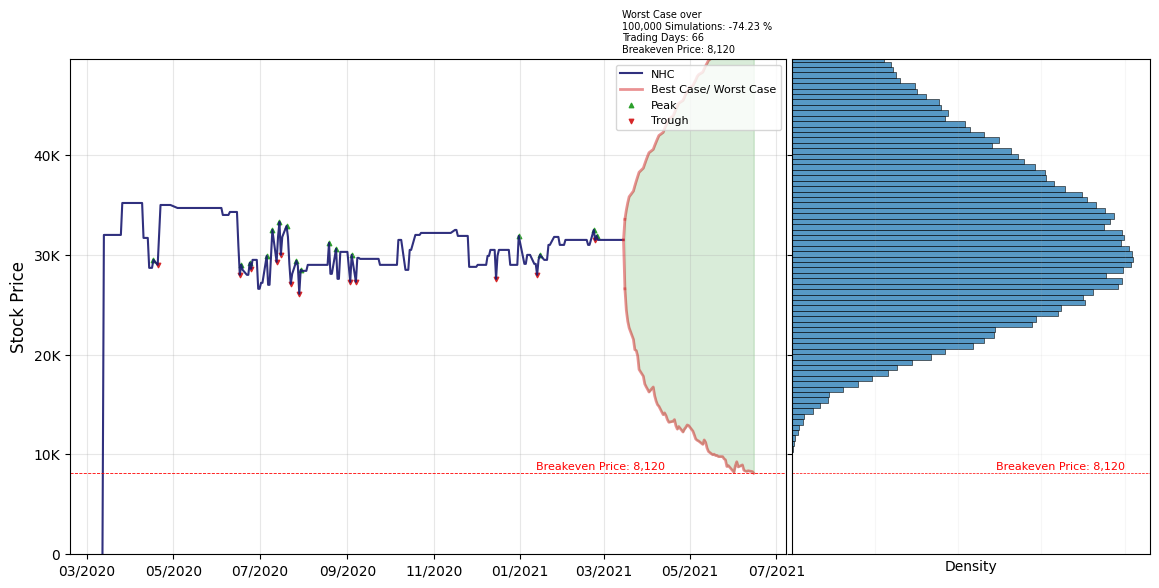 Worst Case over
100,000 Simulations: -74.23 %
Trading Days: 66
Breakeven Price: 8,120
NHC
Best Case/ Worst Case
Peak
Trough
Stock Price
40K
30K
20K
10K
0
Breakeven Price: 8,120
Breakeven Price: 8,120
03/2020
05/2020
07/2020
09/2020
11/2020
01/2021
03/2021
05/2021
07/2021
Density